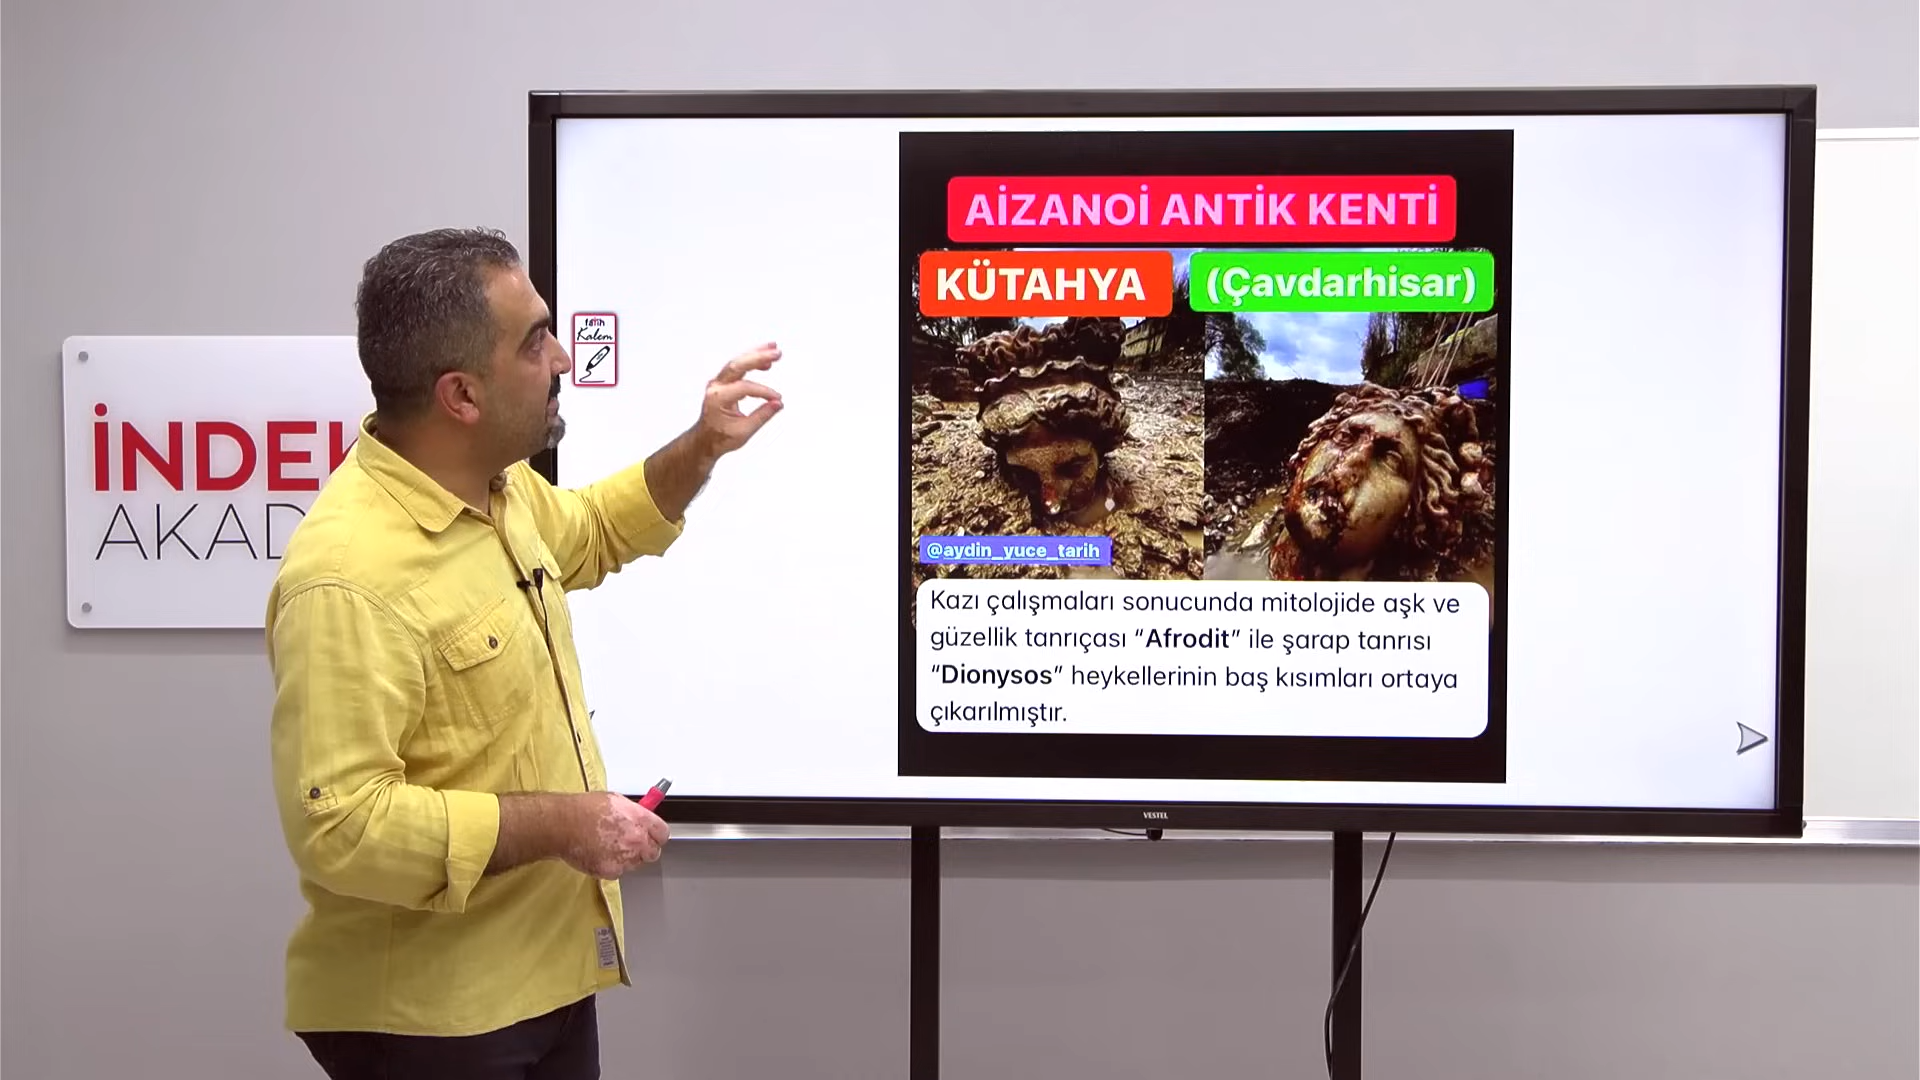 AİZANOİ ANTİK KENTİ
KÜTAHYA
(Çavdarhisar)
@aydin_yuce_tarih
Kazı çalışmaları sonucunda mitolojide aşk ve
güzellik tanrıçası “Afrodit” ile şarap tanrısı
“Dionysos” heykellerinin baş kısımları ortaya
çıkarılmıştır.
fatih
Kalem
İNDEK
AKAD
VESTEL